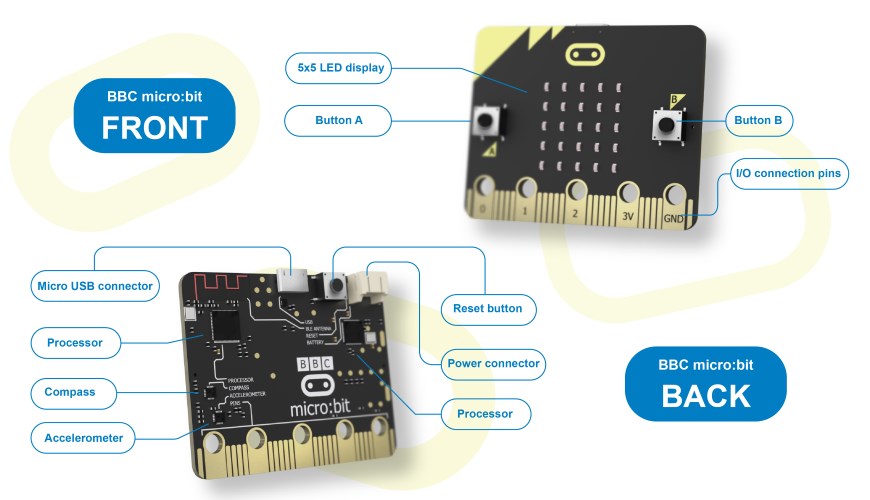 BBC micro:bit
FRONT
5x5 LED display
Button A
B
Button B
A
I/O connection pins
0
1
2
3V
GND
Micro USB connector
Processor
Compass
Accelerometer
USB
BLE ANTENNA
RESET
BATTERY
BBC
PROCESSOR
COMPASS
ACCELEROMETER
PINS
micro:bit
Reset button
Power connector
Processor
BBC micro:bit
BACK